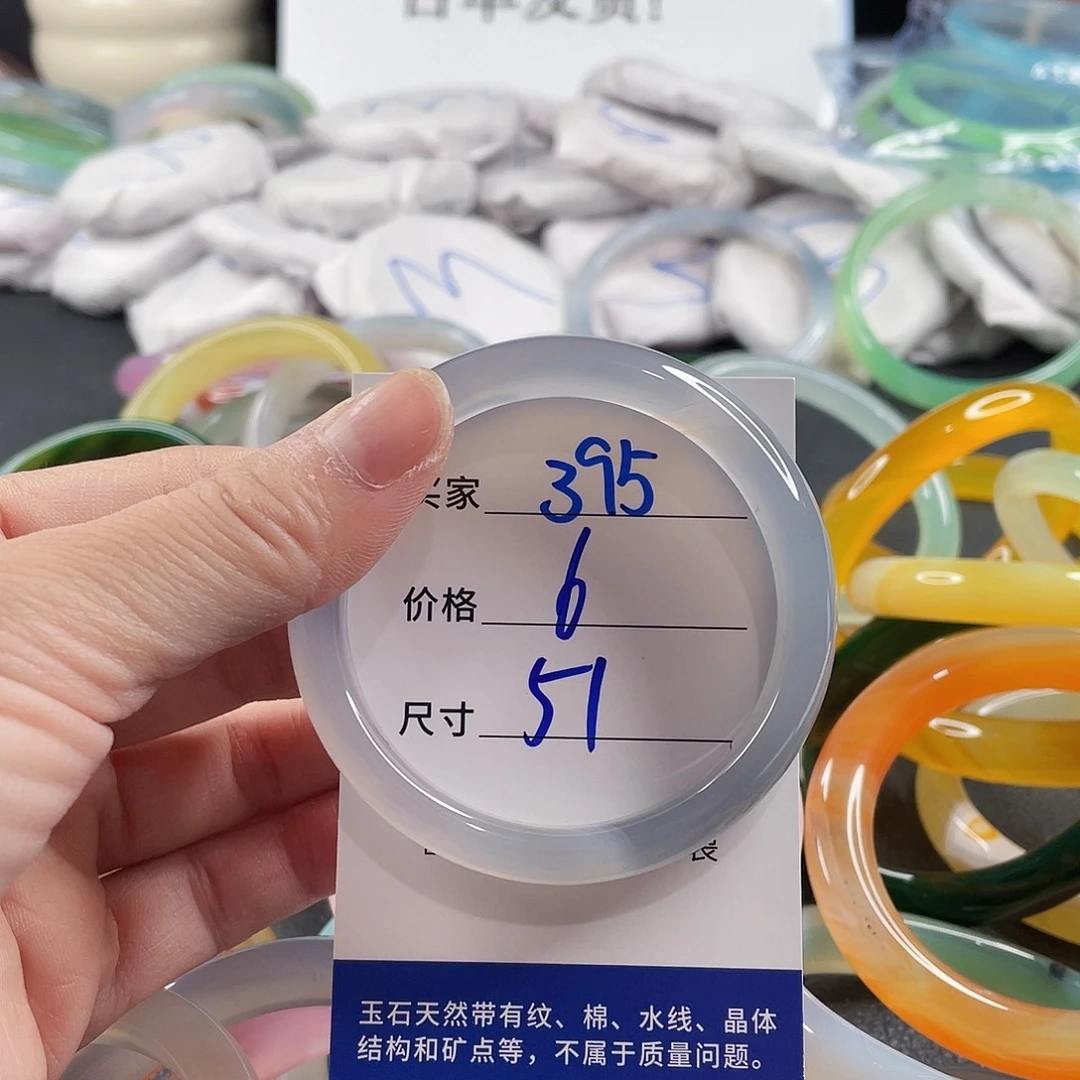 买家 395
价格 6
尺寸 51
玉石天然带有纹、棉、水线、晶体
结构和矿点等，不属于质量问题。